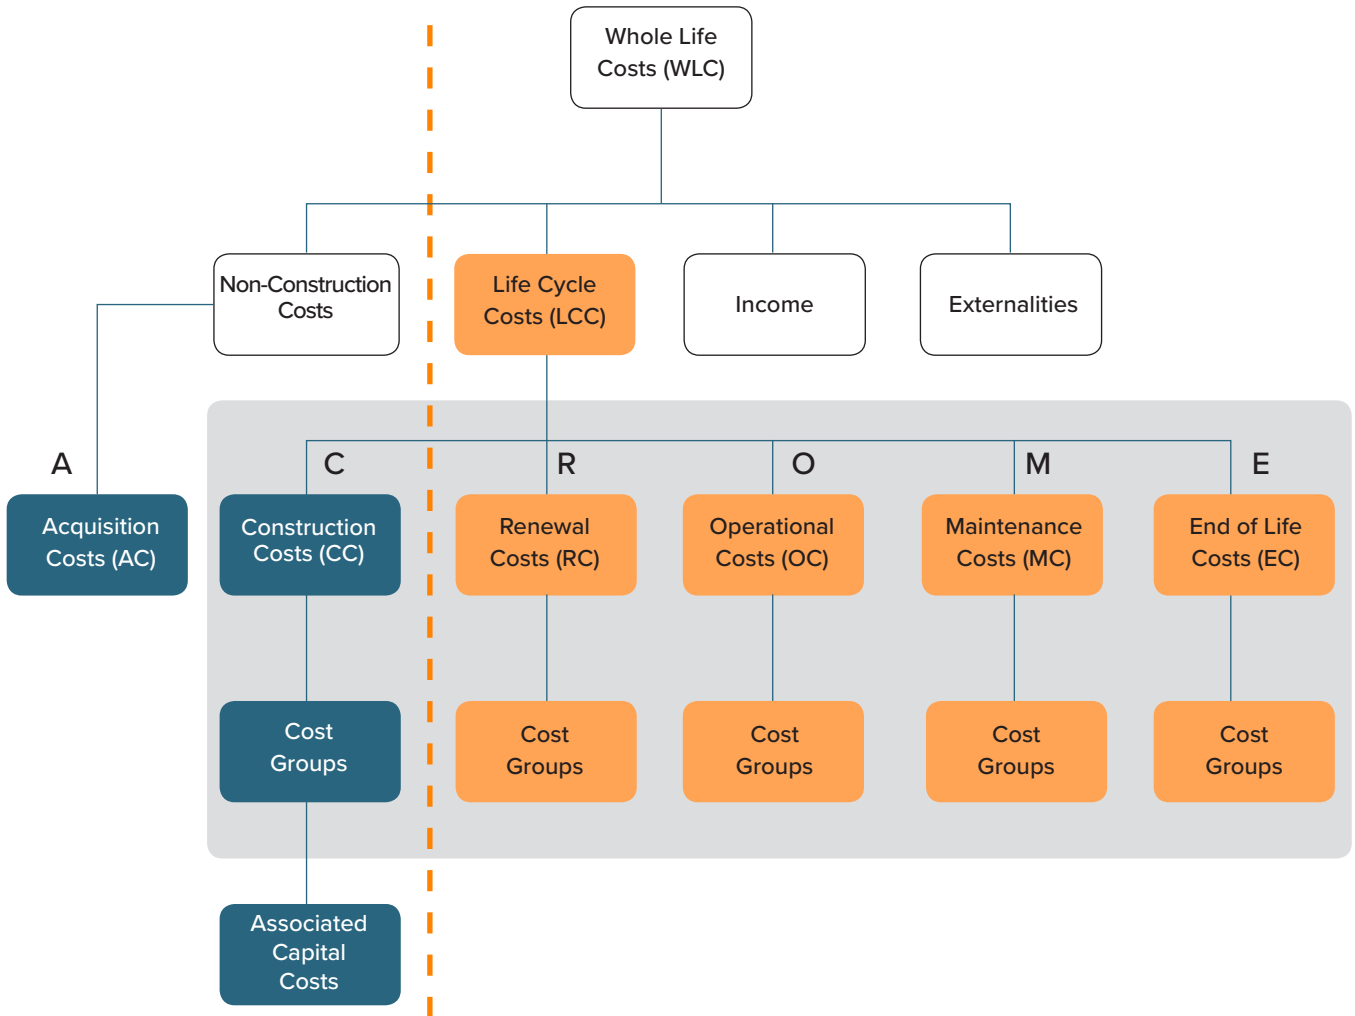 Whole Life
Costs (WLC)
Non-Construction
Costs
Life Cycle
Costs (LCC)
Income
Externalities
A
C
R
O
M
E
Acquisition
Costs (AC)
Construction
Costs (CC)
Renewal
Costs (RC)
Operational
Costs (OC)
Maintenance
Costs (MC)
End of Life
Costs (EC)
Cost
Groups
Cost
Groups
Cost
Groups
Cost
Groups
Cost
Groups
Associated
Capital
Costs